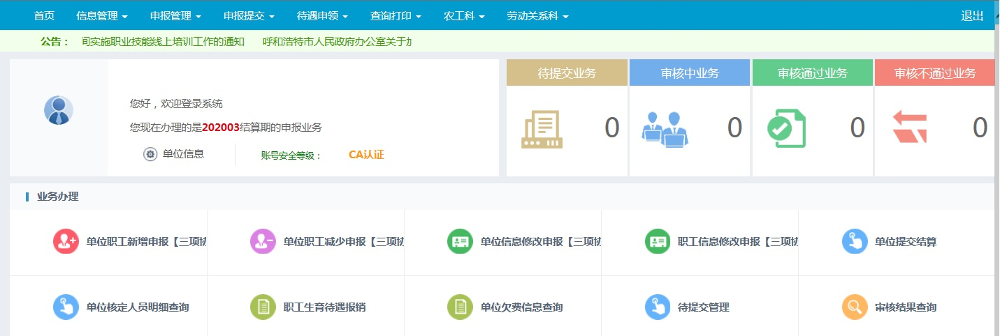 首页 信息管理 申报管理 申报提交 待遇申领 查询打印 农工科 劳动关系科 退出
公告： 间实施职业技能线上培训工作的通知 呼和浩特市人民政府办公室关于加
待提交业务 审核中业务 审核通过业务 审核不通过业务
您好，欢迎登录系统
您现在办理的是202003结算期的申报业务
0 0 0 0
单位信息 账号安全等级： CA认证
业务办理
单位职工新增申报【三项协 单位职工减少申报【三项协 单位信息修改申报【三项协 职工信息修改申报【三项协 单位提交结算
单位核定人员明细查询 职工生育待遇报销 单位欠费信息查询 待提交管理 审核结果查询